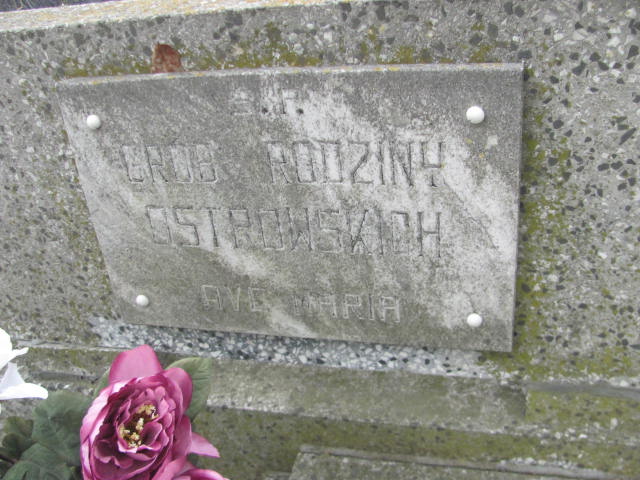 Ś.P.
GRÓB RODZINY
OSTROWSKICH
AVE MARIA